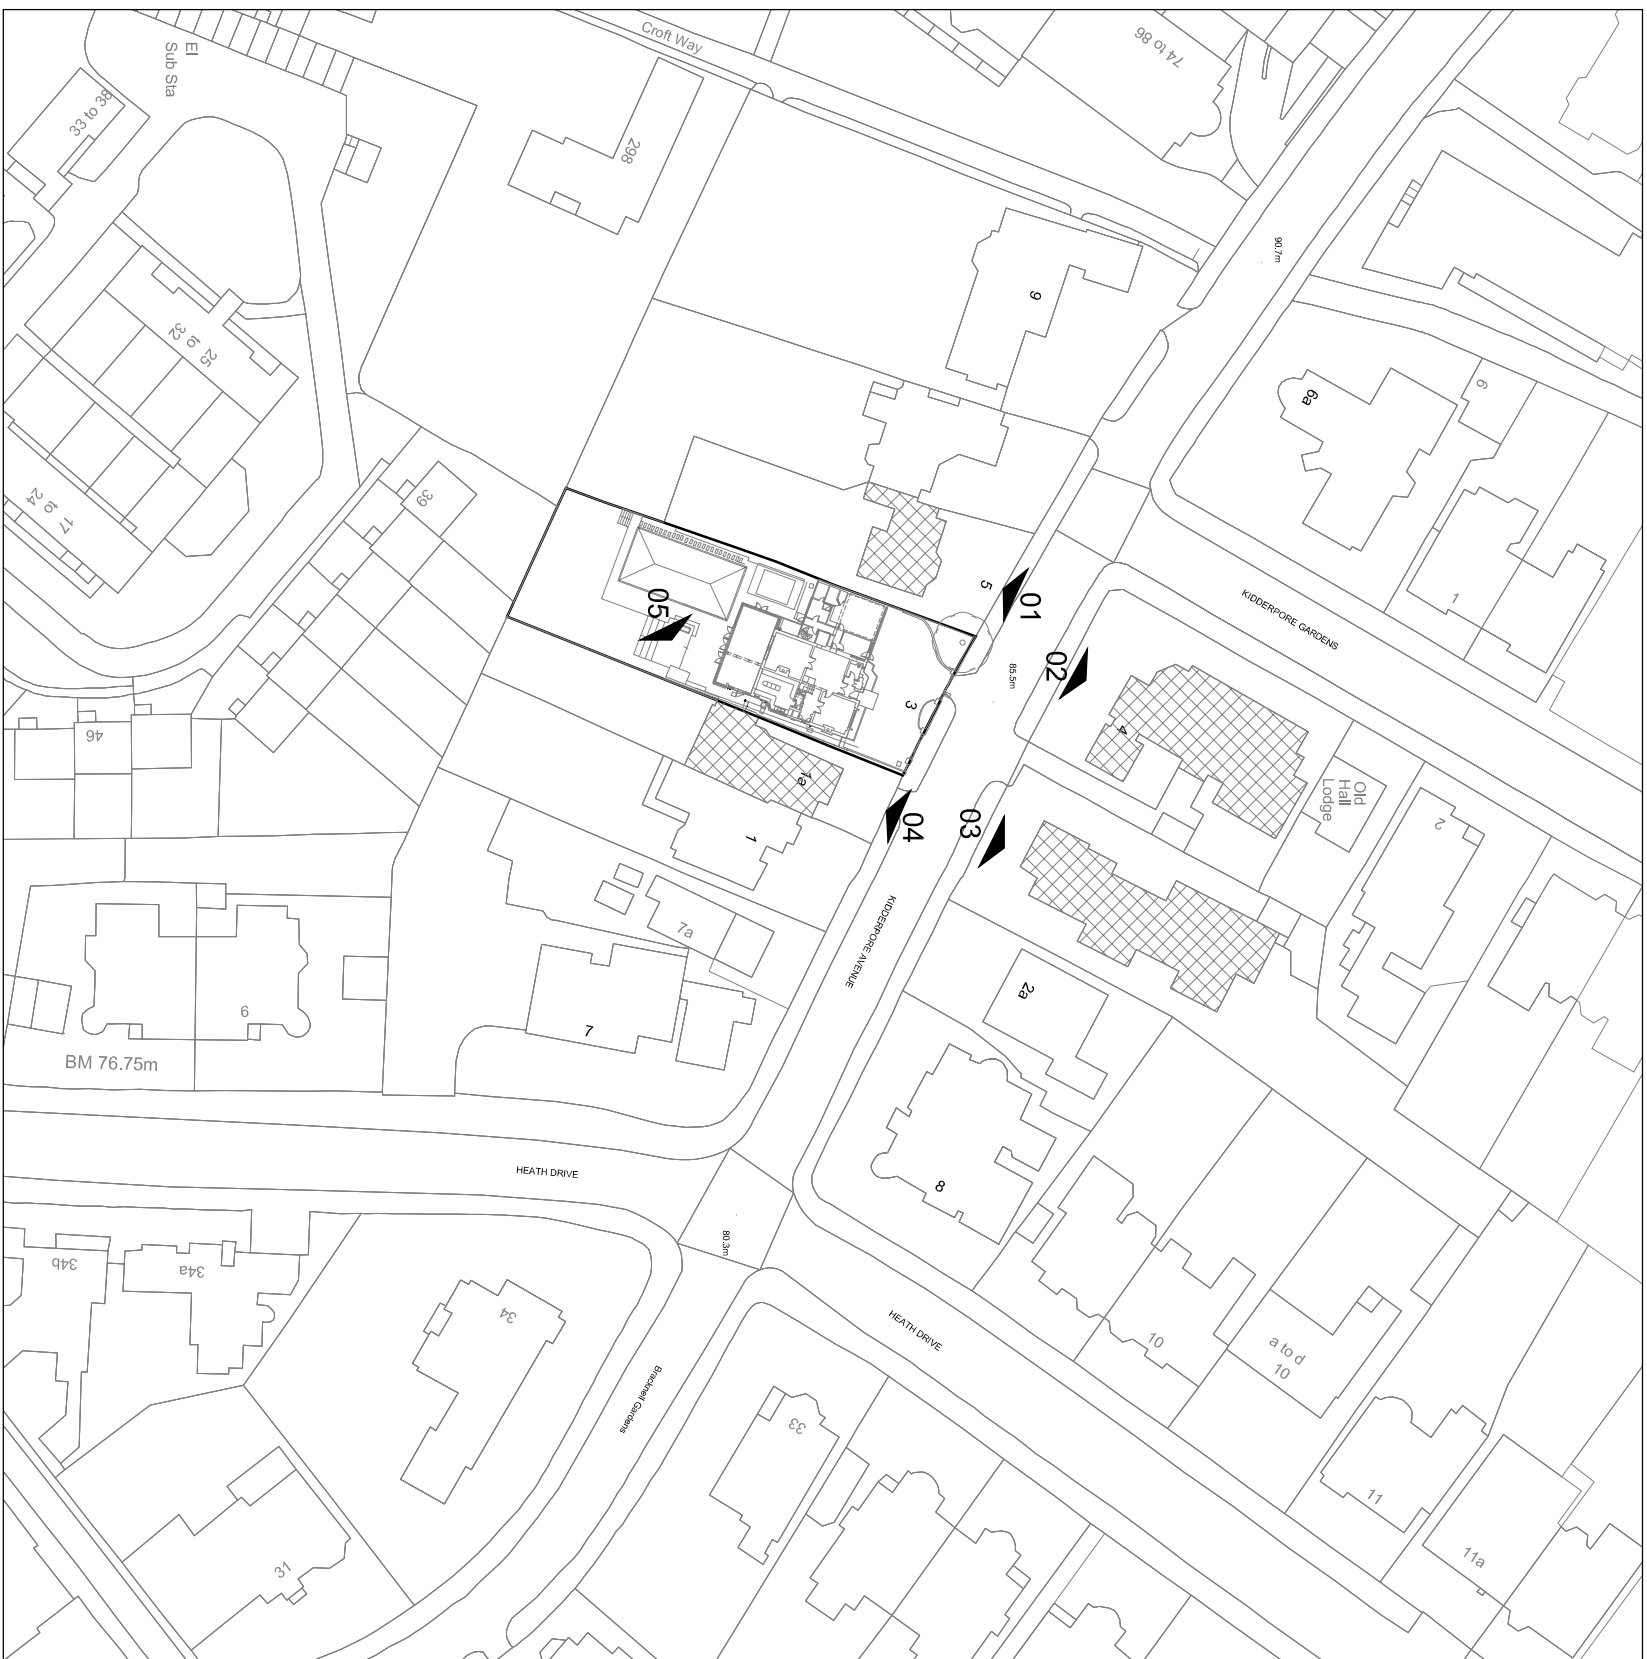 Croft Way
74 to 86
El
Sub Sta
33 to 38
298
90.7m
9
25
to
32
6a
6
39
17
to
24
1
KIDDERPORE GARDENS
5
01
05
02
85.5m
3
4
46
1a
Old
Hall
Lodge
04
03
1
2
KIDDERPORE AVENUE
7a
2a
6
7
BM 76.75m
HEATH DRIVE
8
80.3m
34b
34a
34
HEATH DRIVE
10
a to d
10
Bracknell Gardens
33
11
11a
31